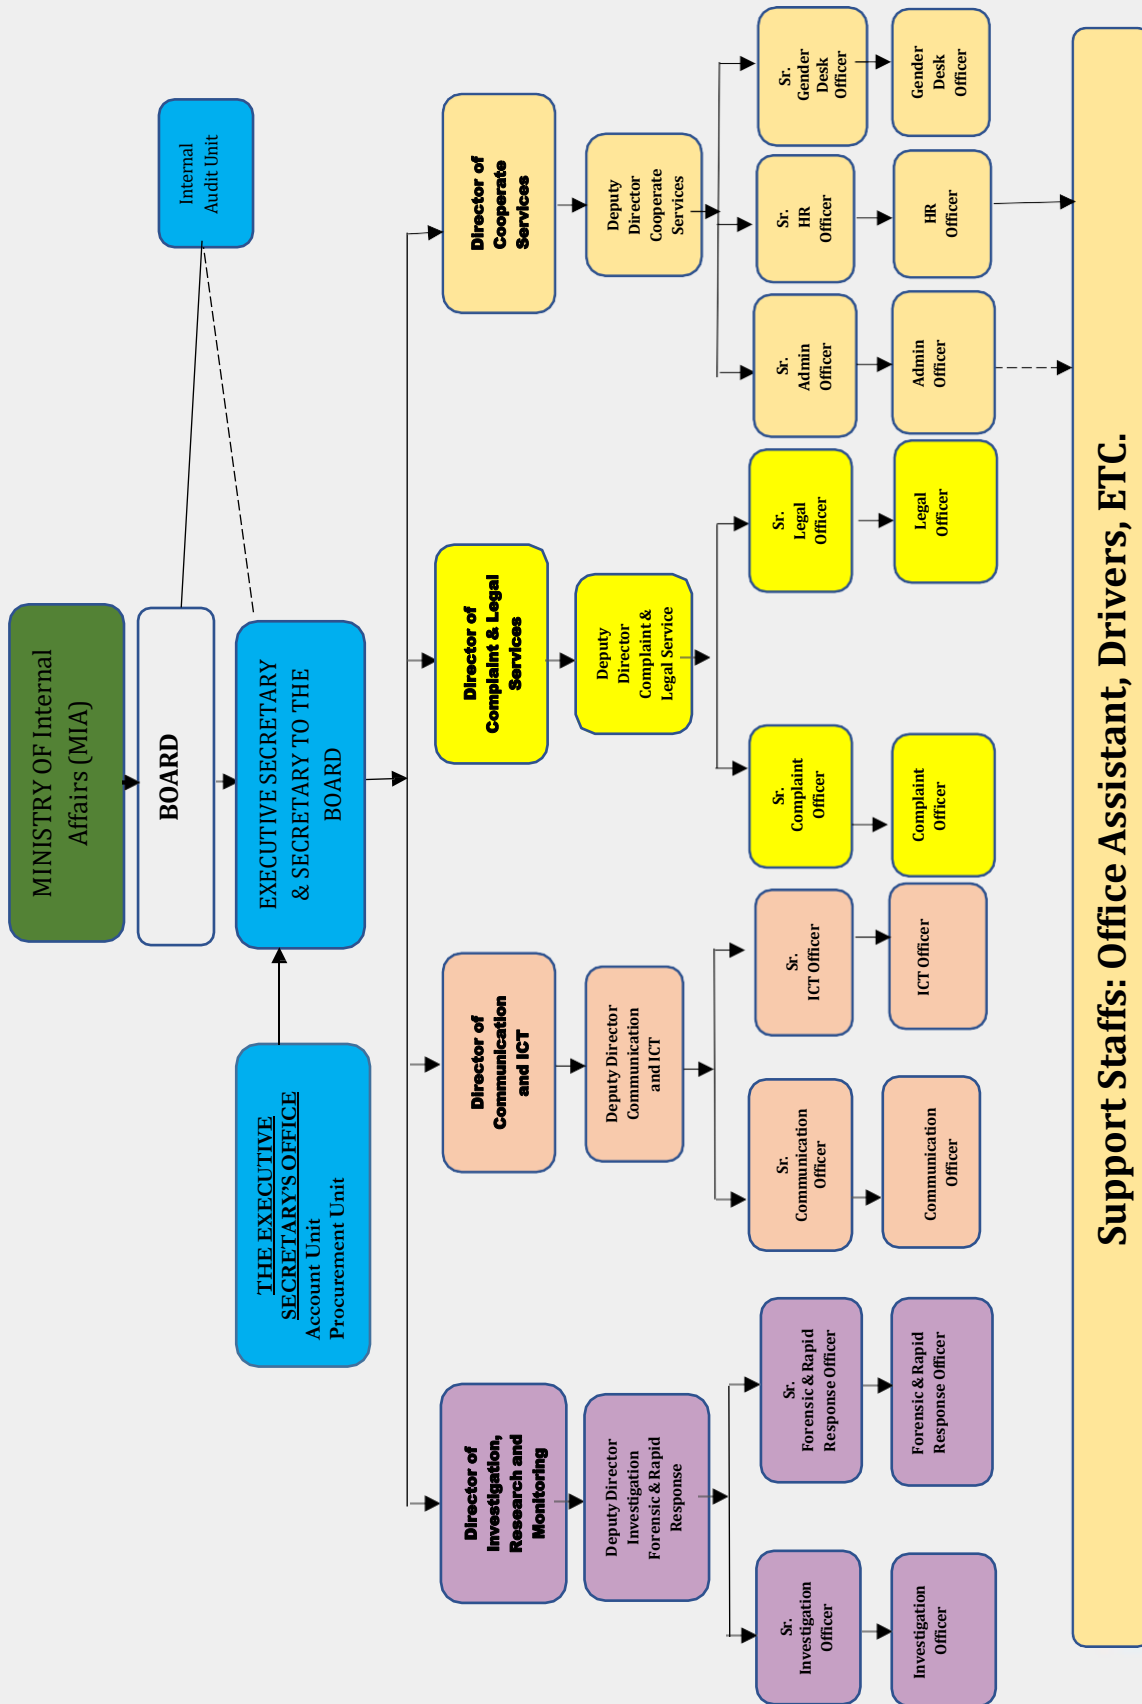 MINISTRY OF Internal
Affairs (MIA)
BOARD
Internal
Audit Unit
THE EXECUTIVE
SECRETARY'S OFFICE
Account Unit
Procurement Unit
EXECUTIVE SECRETARY
& SECRETARY TO THE
BOARD
Director of
Investigation,
Research and
Monitoring
Director of
Communication
and ICT
Director of
Complaint & Legal
Services
Director of
Cooperate
Services
Deputy Director
Investigation
Forensic & Rapid
Response
Deputy Director
Communication
and ICT
Deputy
Director
Complaint &
Legal Service
Deputy
Director
Cooperate
Services
Sr.
Investigation
Officer
Sr.
Forensic & Rapid
Response Officer
Sr.
Communication
Officer
Sr.
ICT Officer
Sr.
Complaint
Officer
Sr.
Legal
Officer
Sr.
Admin
Officer
Sr.
HR
Officer
Sr.
Gender
Desk
Officer
Investigation
Officer
Forensic & Rapid
Response Officer
Communication
Officer
ICT Officer
Complaint
Officer
Legal
Officer
Admin
Officer
HR
Officer
Gender
Desk
Officer
Support Staffs: Office Assistant, Drivers, ETC.